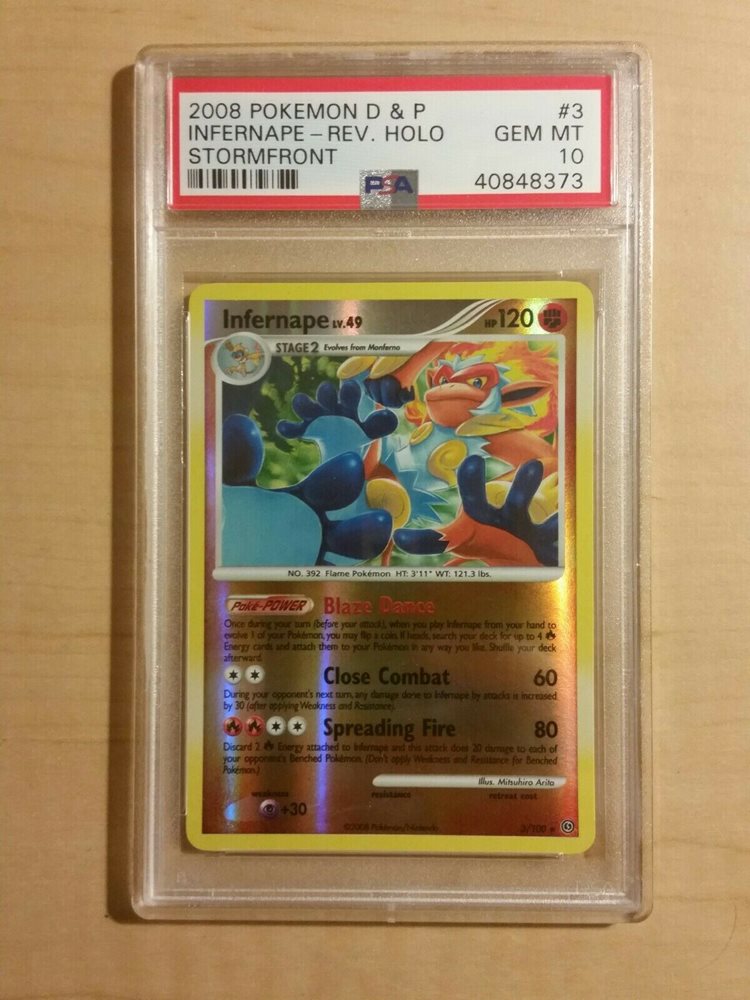 2008 POKEMON D & P #3
INFERNAPE - REV. HOLO GEM MT
STORMFRONT 10
PSA 40848373
Infernape LV.49 HP 120
STAGE 2 Evolves from Monferno
NO. 392 Flame Pokémon HT: 3'11" WT: 121.3 lbs.
Poké-POWER Blaze Dance
Once during your turn (before your attack), when you play Infernape from your hand to
evolve 1 of your Pokémon, you may flip a coin. If heads, search your deck for up to 4
Energy cards and attach them to your Pokémon in any way you like. Shuffle your deck
afterward.
Close Combat 60
During your opponent's next turn, any damage done to Infernape by attacks is increased
by 30 (after applying Weakness and Resistance).
Spreading Fire 80
Discard 2 Energy attached to Infernape and this attack does 20 damage to each of
your opponent's Benched Pokémon. (Don't apply Weakness and Resistance for Benched
Pokémon.)
Illus. Mitsuhiro Arita
weakness resistance retreat cost
+30
©2008 Pokémon/Nintendo 3/100